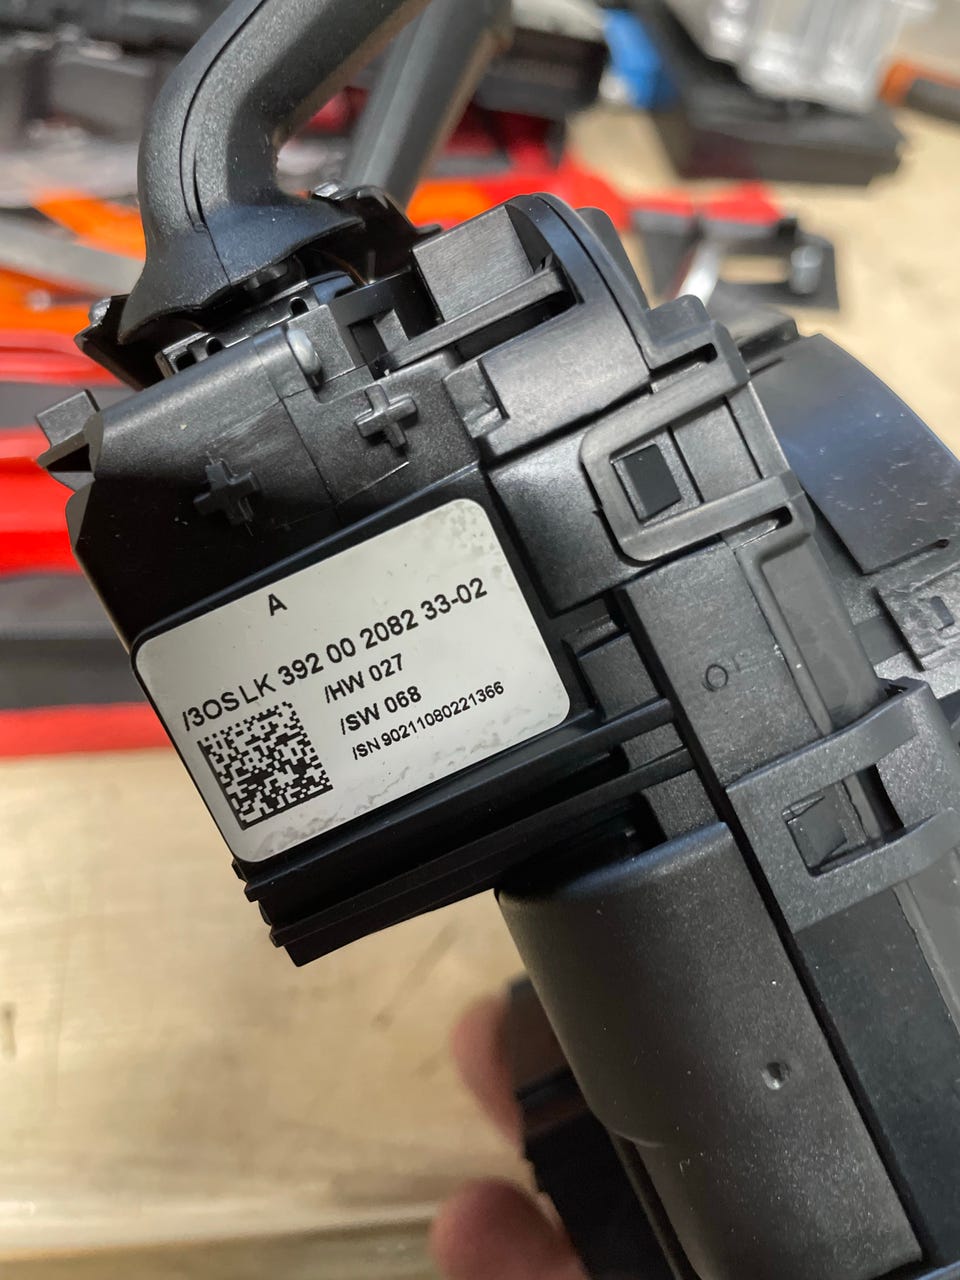 A
/3OSLK 392 00 2082 33-02
/HW 027
/SW 068
/SN 90211080221366